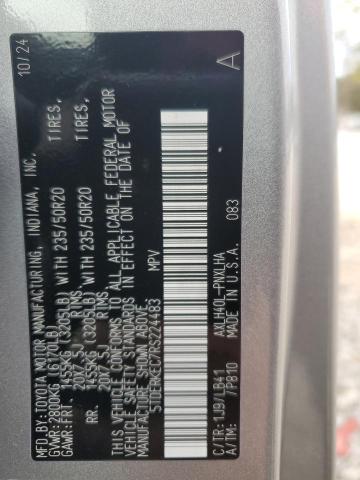 MFD.BY:TOYOTA MOTOR MANUFACTURING, INDIANA, INC. 10/24
GVWR:2800KG (6170LB)
GAWR:FRT. 1455KG (3205LB) WITH 235/50R20 TIRES,
20X7.5J RIMS,
RR. 1455KG (3205LB) WITH 235/50R20 TIRES,
20X7.5J RIMS,
THIS VEHICLE CONFORMS TO ALL APPLICABLE FEDERAL MOTOR
VEHICLE SAFETY STANDARDS IN EFFECT ON THE DATE OF
MANUFACTURE SHOWN ABOVE.
MPV
C/TR:1J9/LB41 AXLH40L-PNXLHA 083
A/TM: /P810 MADE IN U.S.A. A